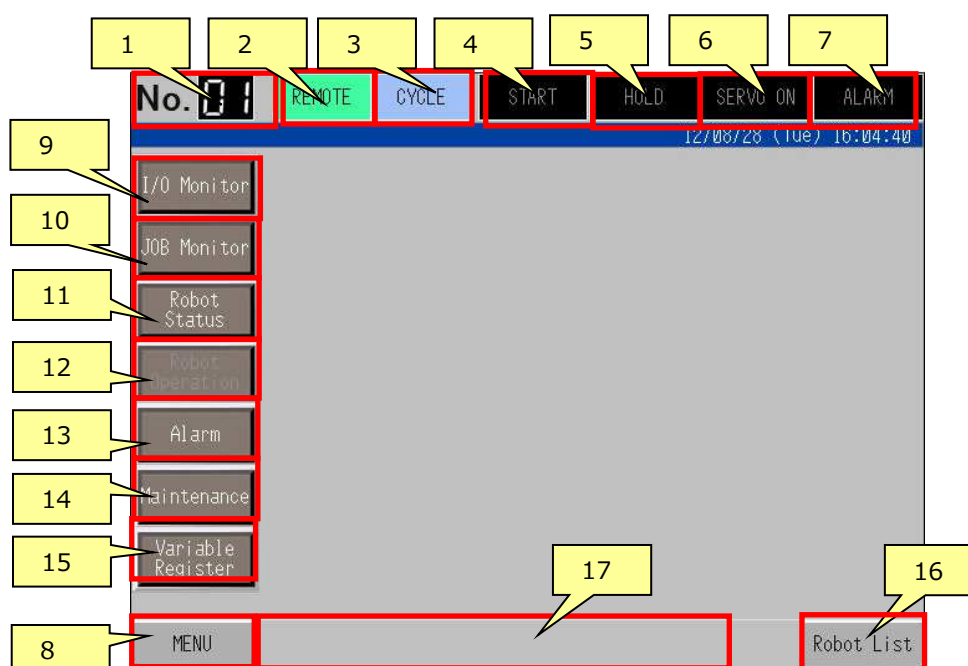 1 2 3 4 5 6 7
No. 01 REMOTE CYCLE START HOLD SERVO ON ALARM
12/08/28 (Tue) 16:04:40
9
I/O Monitor
10
JOB Monitor
11
Robot
Status
12
Robot
Operation
13
Alarm
14
Maintenance
15
Variable
Register
17
16
8
MENU
Robot List